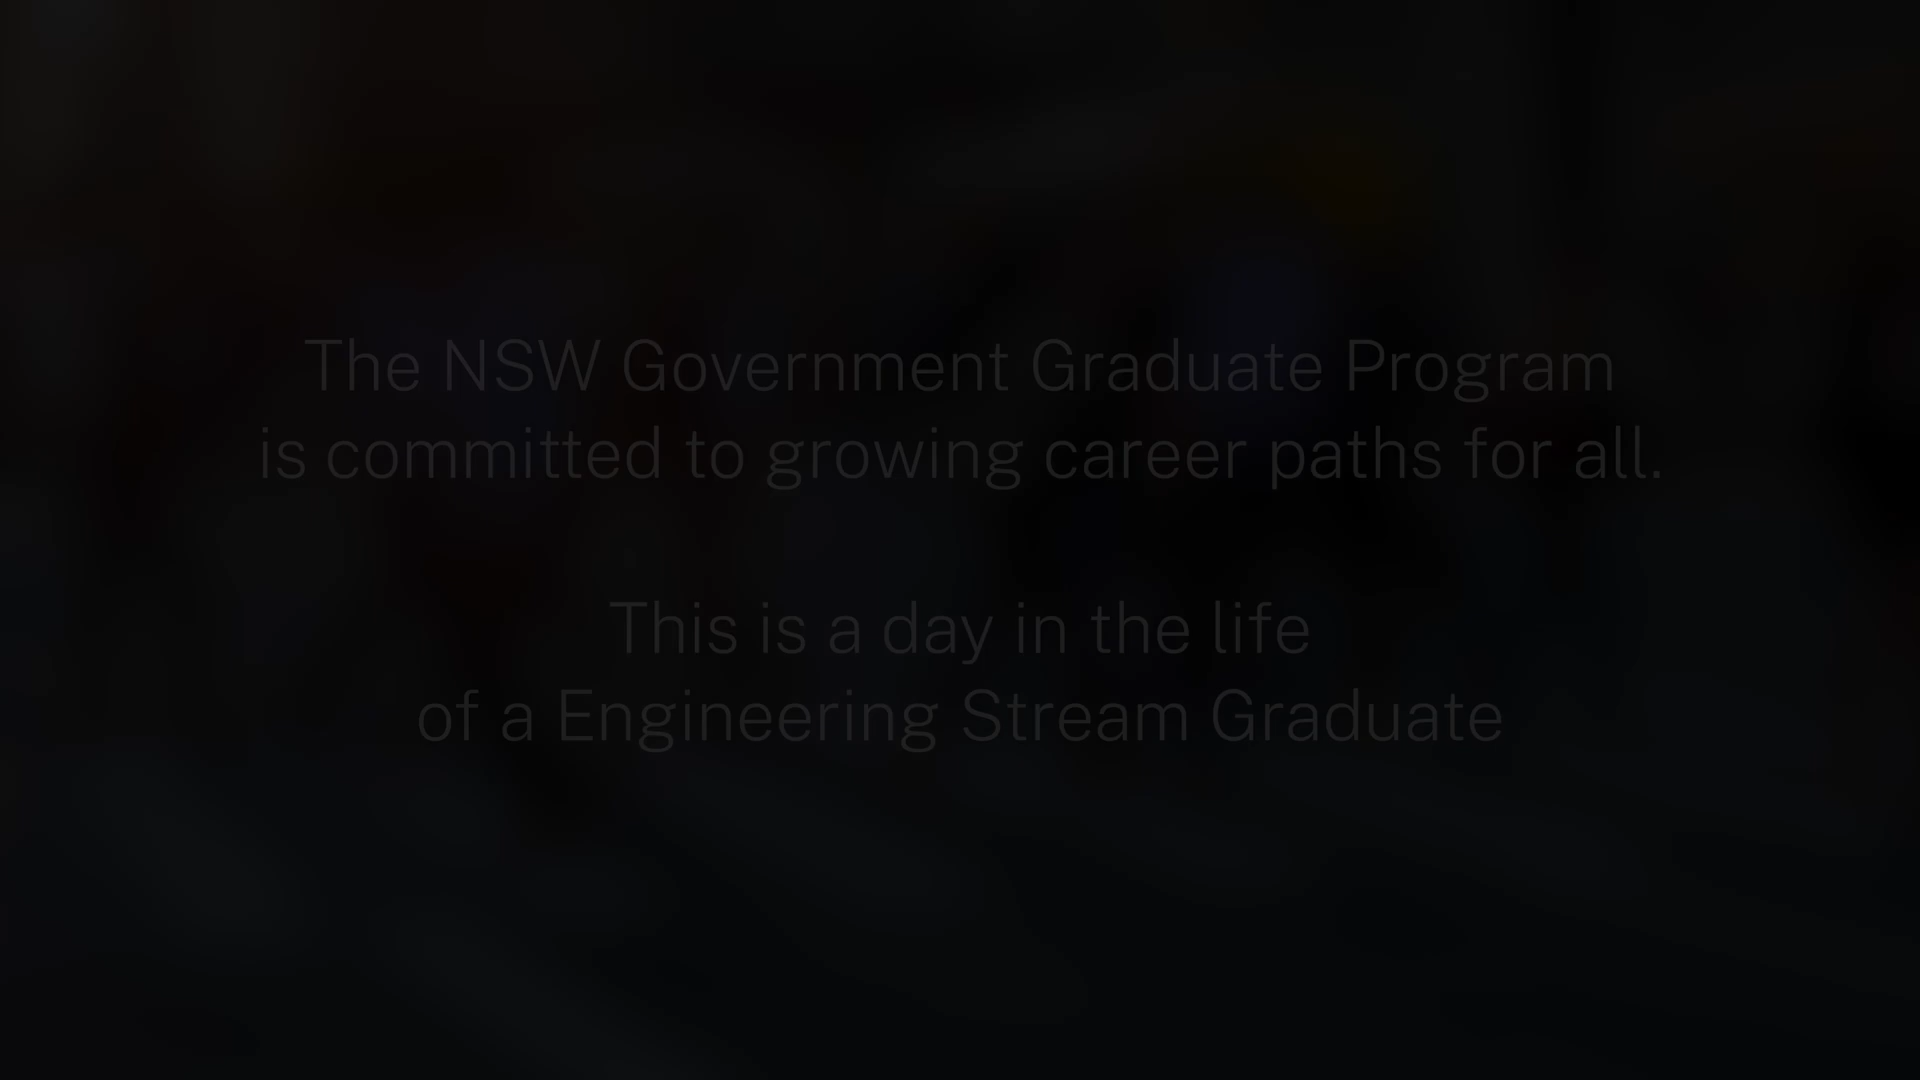 The NSW Government Graduate Program
is committed to growing career paths for all.
This is a day in the life
of a Engineering Stream Graduate